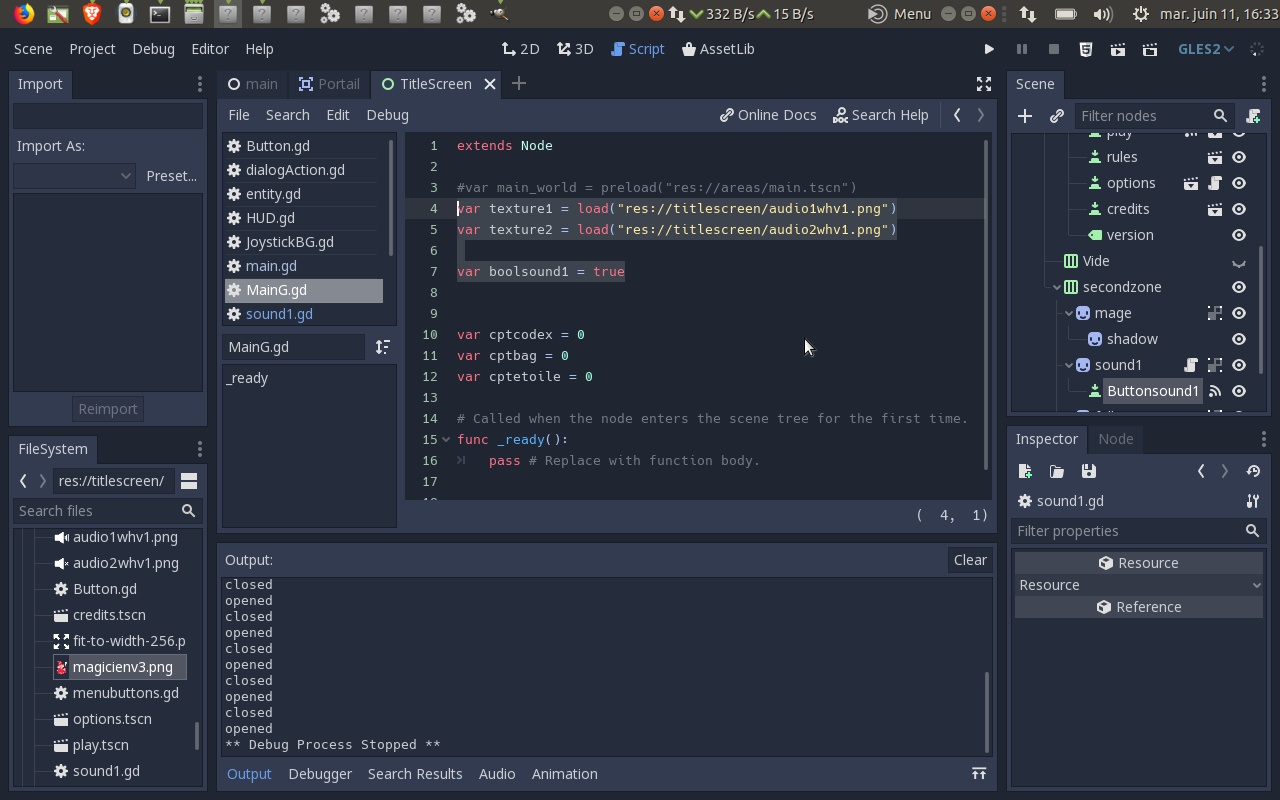 332 B/s 15 B/s Menu mar. juin 11, 16:33
Scene Project Debug Editor Help 2D 3D Script AssetLib GLES2
Import
Import As:
Preset...
Reimport
FileSystem
res://titlescreen/
Search files
audio1whv1.png
audio2whv1.png
Button.gd
credits.tscn
fit-to-width-256.p
magicienv3.png
menubuttons.gd
options.tscn
play.tscn
sound1.gd
main Portail TitleScreen
File Search Edit Debug Online Docs Search Help
Button.gd
dialogAction.gd
entity.gd
HUD.gd
JoystickBG.gd
main.gd
MainG.gd
sound1.gd
MainG.gd
_ready
1 extends Node
2
3 #var main_world = preload("res://areas/main.tscn")
4 var texture1 = load("res://titlescreen/audio1whv1.png")
5 var texture2 = load("res://titlescreen/audio2whv1.png")
6
7 var boolsound1 = true
8
9
10 var cptcodex = 0
11 var cptbag = 0
12 var cptetoile = 0
13
14 # Called when the node enters the scene tree for the first time.
15 func _ready():
16 pass # Replace with function body.
17
( 4, 1)
Output:
Clear
closed
opened
closed
opened
closed
opened
closed
opened
closed
opened
** Debug Process Stopped **
Output Debugger Search Results Audio Animation
Scene
Filter nodes
play
rules
options
credits
version
Vide
secondzone
mage
shadow
sound1
Buttonsound1
Inspector Node
sound1.gd
Filter properties
Resource
Resource
Reference